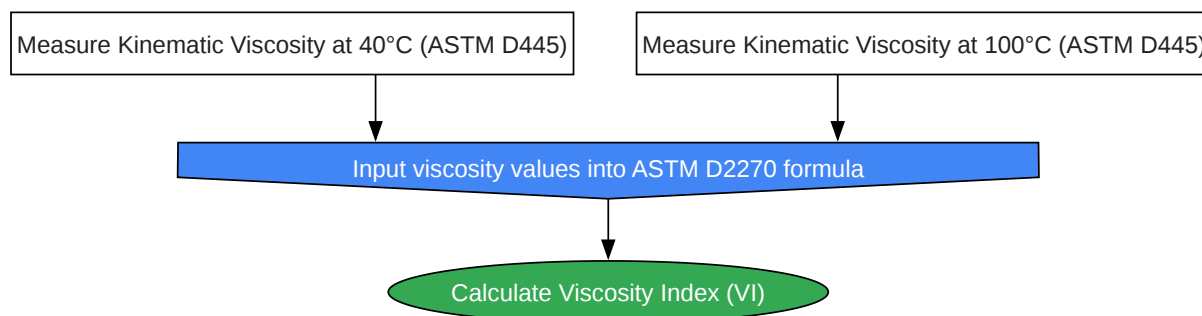 Measure Kinematic Viscosity at 40°C (ASTM D445)
Measure Kinematic Viscosity at 100°C (ASTM D445)
Input viscosity values into ASTM D2270 formula
Calculate Viscosity Index (VI)